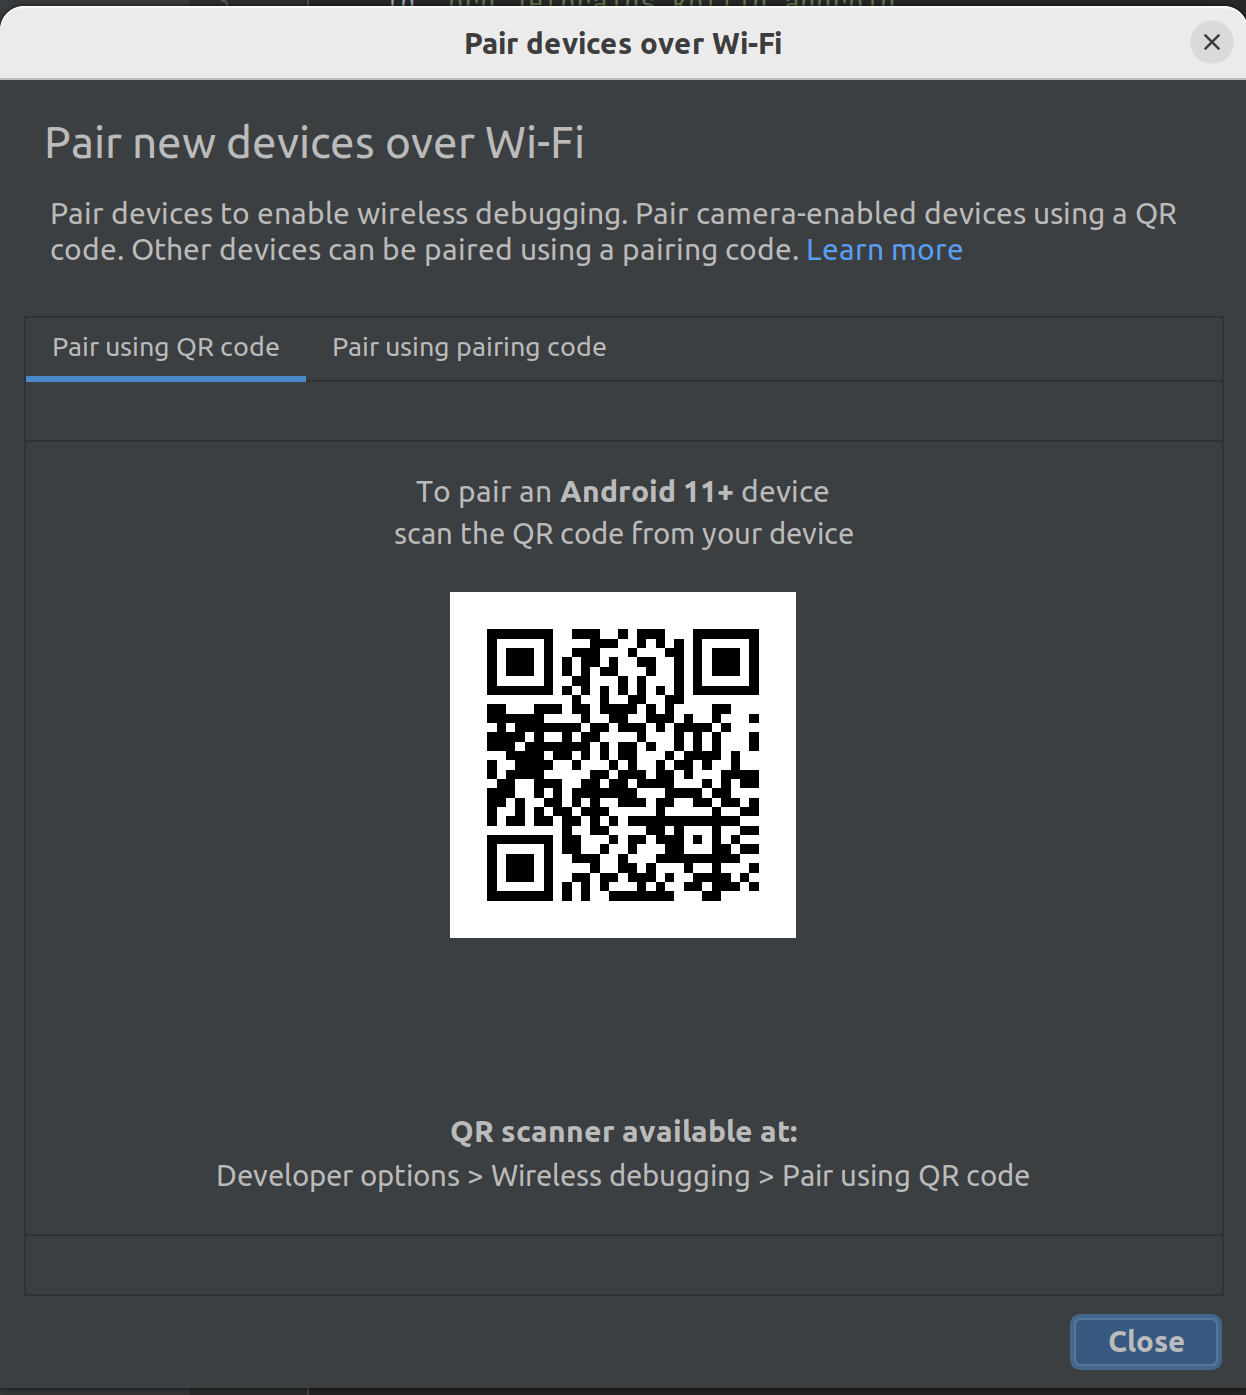 Pair devices over Wi-Fi
Pair new devices over Wi-Fi
Pair devices to enable wireless debugging. Pair camera-enabled devices using a QR
code. Other devices can be paired using a pairing code. Learn more
Pair using QR code
Pair using pairing code
To pair an Android 11+ device
scan the QR code from your device
QR scanner available at:
Developer options > Wireless debugging > Pair using QR code
Close